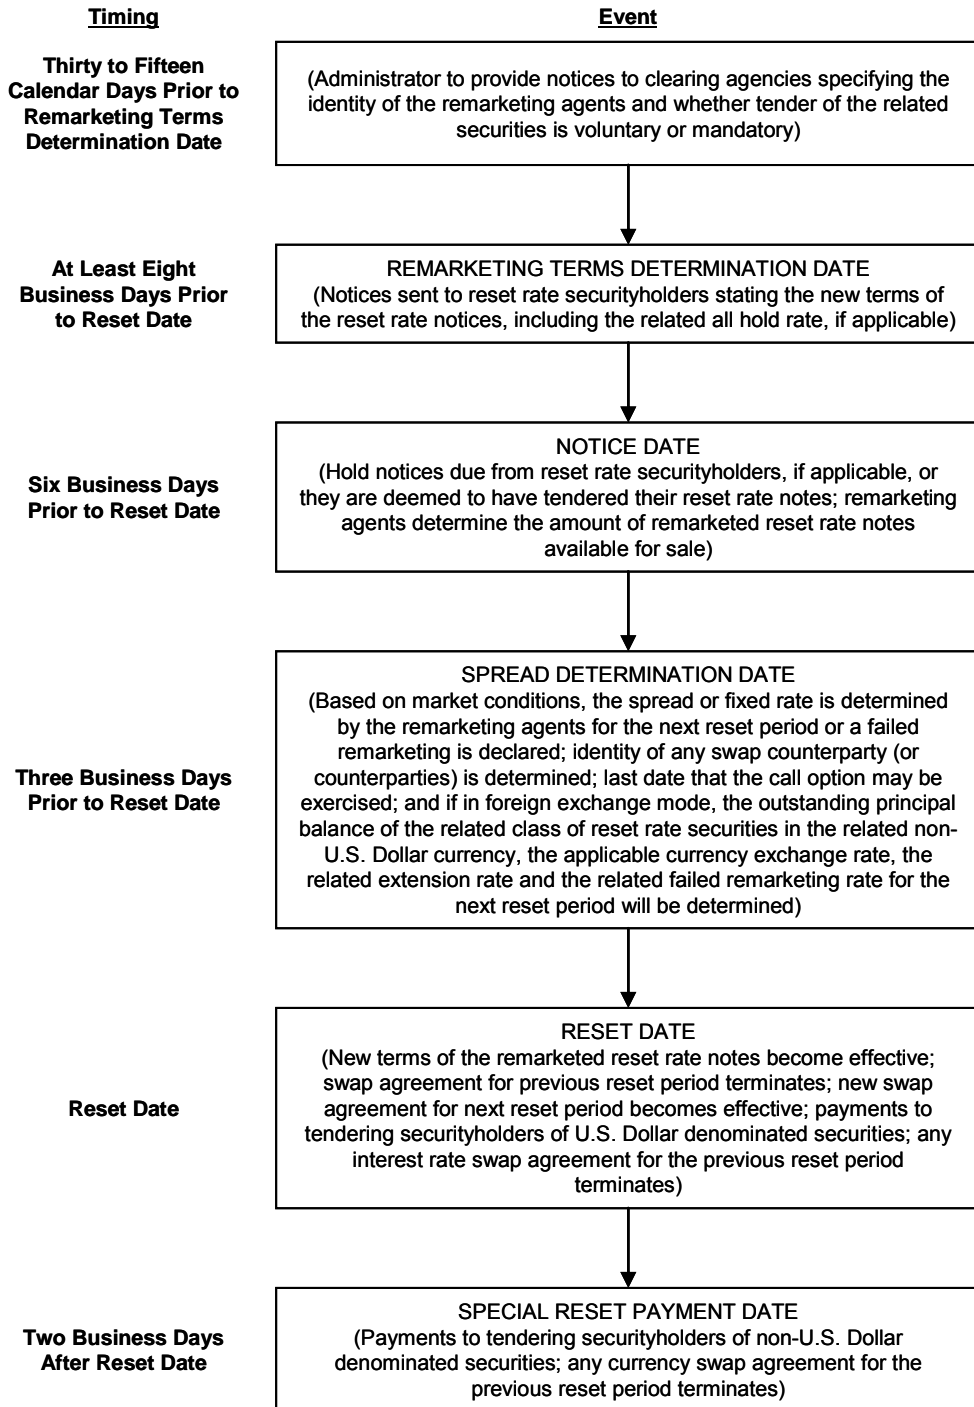 Timing
Event
Thirty to Fifteen
Calendar Days Prior to
Remarketing Terms
Determination Date
(Administrator to provide notices to clearing agencies specifying the
identity of the remarketing agents and whether tender of the related
securities is voluntary or mandatory)
At Least Eight
Business Days Prior
to Reset Date
REMARKETING TERMS DETERMINATION DATE
(Notices sent to reset rate securityholders stating the new terms of
the reset rate notices, including the related all hold rate, if applicable)
Six Business Days
Prior to Reset Date
NOTICE DATE
(Hold notices due from reset rate securityholders, if applicable, or
they are deemed to have tendered their reset rate notes; remarketing
agents determine the amount of remarketed reset rate notes
available for sale)
Three Business Days
Prior to Reset Date
SPREAD DETERMINATION DATE
(Based on market conditions, the spread or fixed rate is determined
by the remarketing agents for the next reset period or a failed
remarketing is declared; identity of any swap counterparty (or
counterparties) is determined; last date that the call option may be
exercised; and if in foreign exchange mode, the outstanding principal
balance of the related class of reset rate securities in the related non-
U.S. Dollar currency, the applicable currency exchange rate, the
related extension rate and the related failed remarketing rate for the
next reset period will be determined)
Reset Date
RESET DATE
(New terms of the remarketed reset rate notes become effective;
swap agreement for previous reset period terminates; new swap
agreement for next reset period becomes effective; payments to
tendering securityholders of U.S. Dollar denominated securities; any
interest rate swap agreement for the previous reset period
terminates)
Two Business Days
After Reset Date
SPECIAL RESET PAYMENT DATE
(Payments to tendering securityholders of non-U.S. Dollar
denominated securities; any currency swap agreement for the
previous reset period terminates)